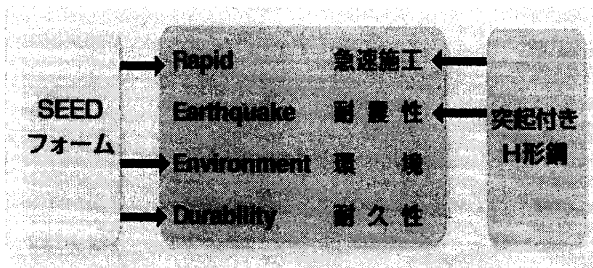 SEED
フォーム
Rapid 急速施工
Earthquake 耐震性
Environment 環境
Durability 耐久性
突起付き
H形鋼